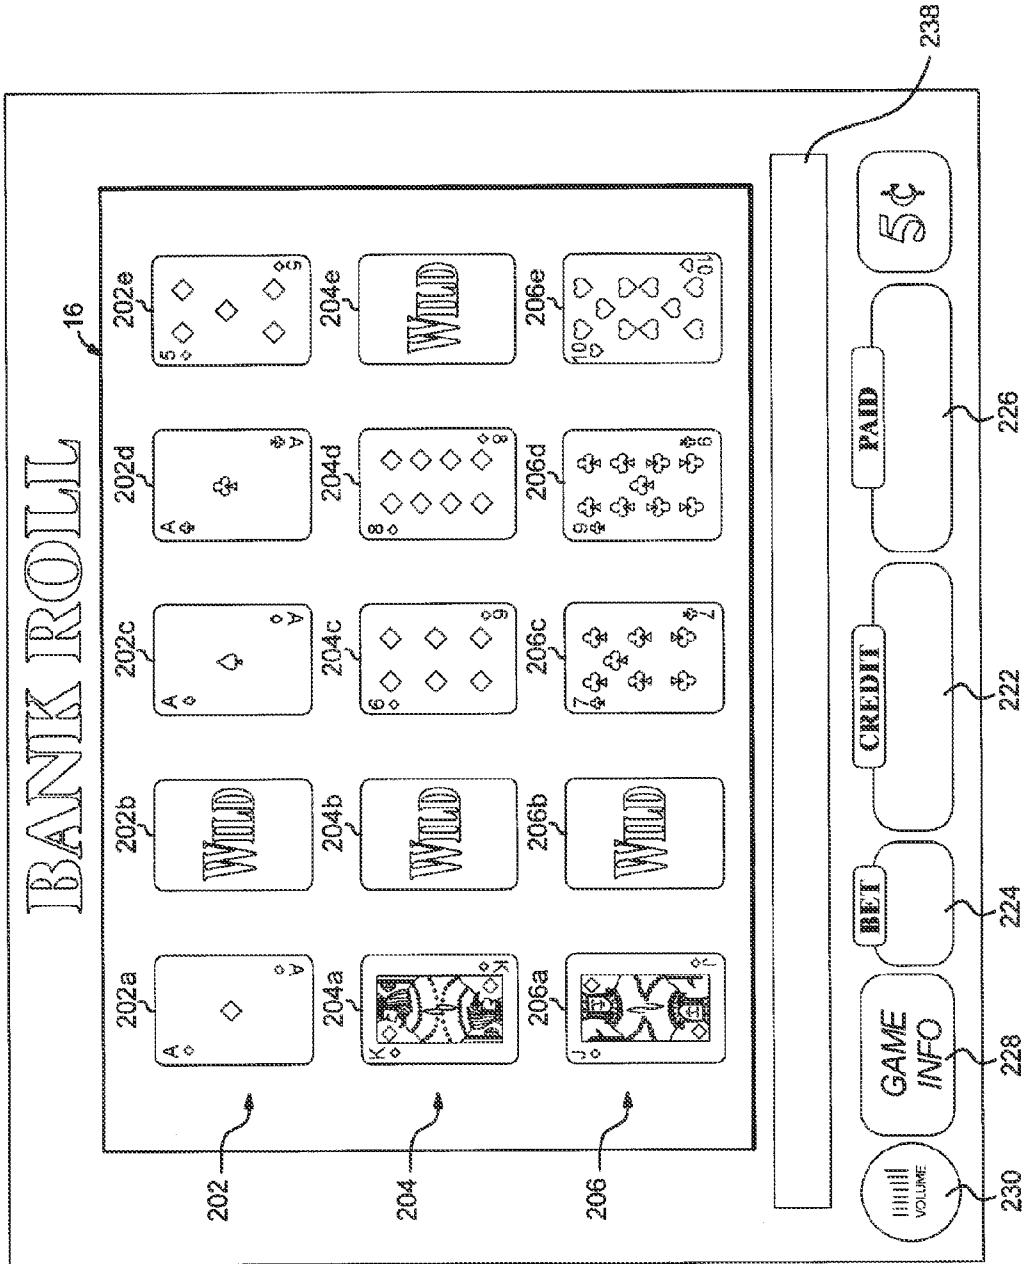 BANK ROLL
16
202a 202b 202c 202d 202e
A A WILD A A A A 5 5
202
204a 204b 204c 204d 204e
K K WILD 6 6 8 8 WILD
204
206a 206b 206c 206d 206e
J J WILD 7 7 9 9 10 10
206
238
VOLUME
GAME INFO
BET
CREDIT
PAID
5¢
230 228 224 222 226